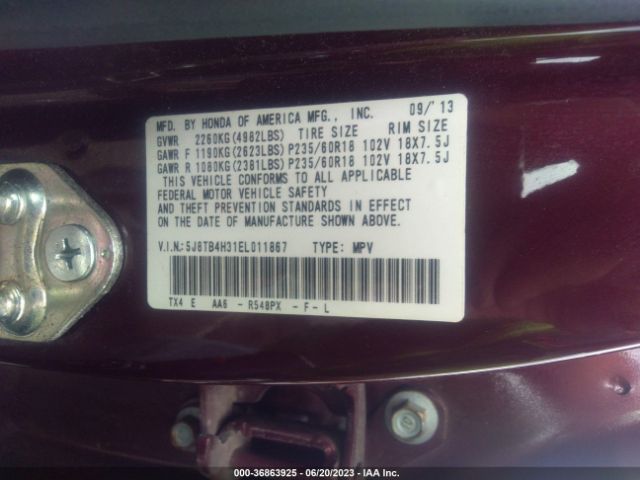 MFD. BY HONDA OF AMERICA MFG., INC. 09/'13
GVWR 2260KG(4982LBS) TIRE SIZE RIM SIZE
GAWR F 1190KG(2623LBS) P235/60R18 102V 18X7.5J
GAWR R 1080KG(2381LBS) P235/60R18 102V 18X7.5J
THIS VEHICLE CONFORMS TO ALL APPLICABLE
FEDERAL MOTOR VEHICLE SAFETY
AND THEFT PREVENTION STANDARDS IN EFFECT
ON THE DATE OF MANUFACTURE SHOWN ABOVE.
V.I.N.: 5J8TB4H31EL011867 TYPE: MPV
TX4 E AA6 - R548PX - F - L
000-36863925 - 06/20/2023 - IAA Inc.